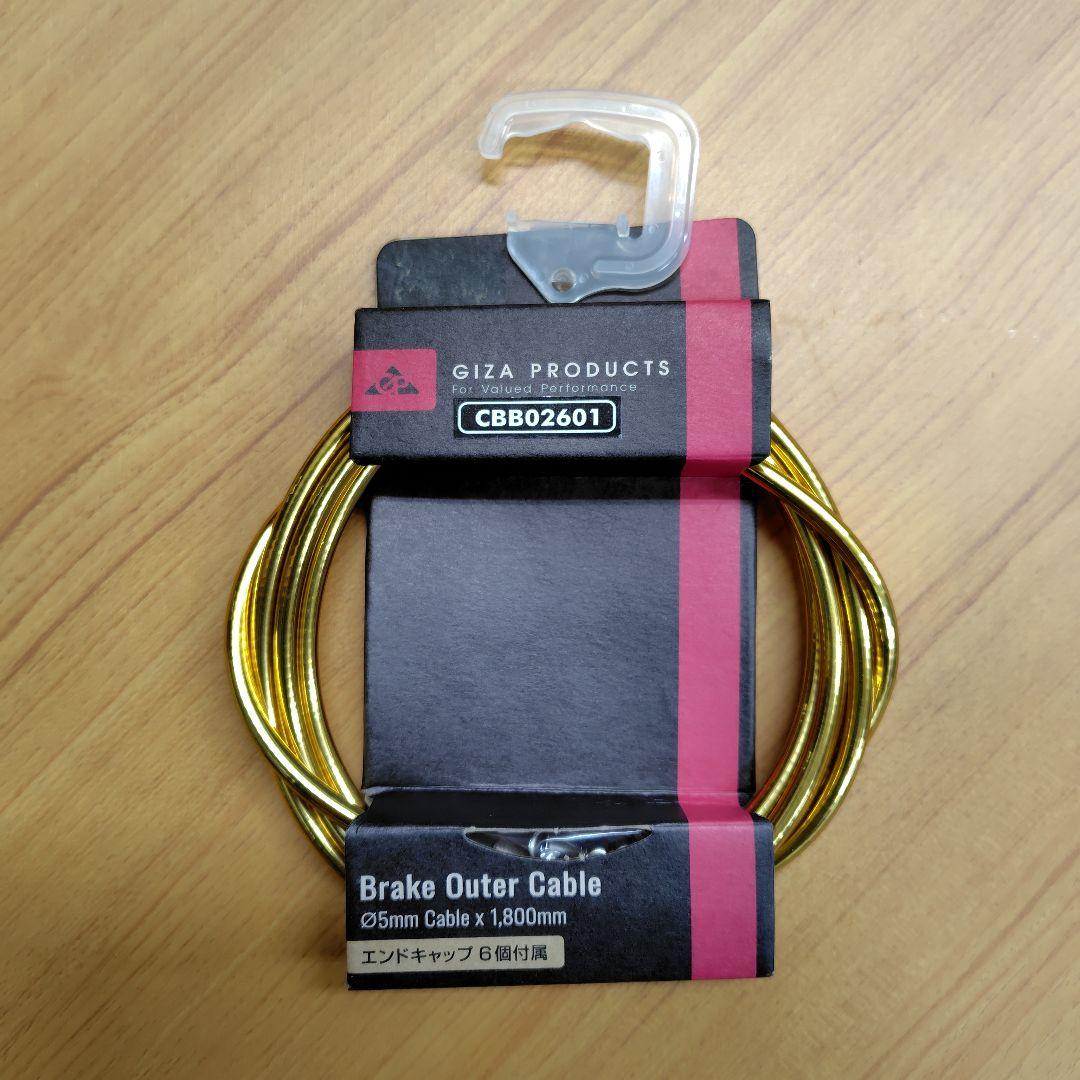 GP
GIZA PRODUCTS
For Valued Performance
CBB02601
Brake Outer Cable
Ø5mm Cable x 1,800mm
エンドキャップ 6個付属